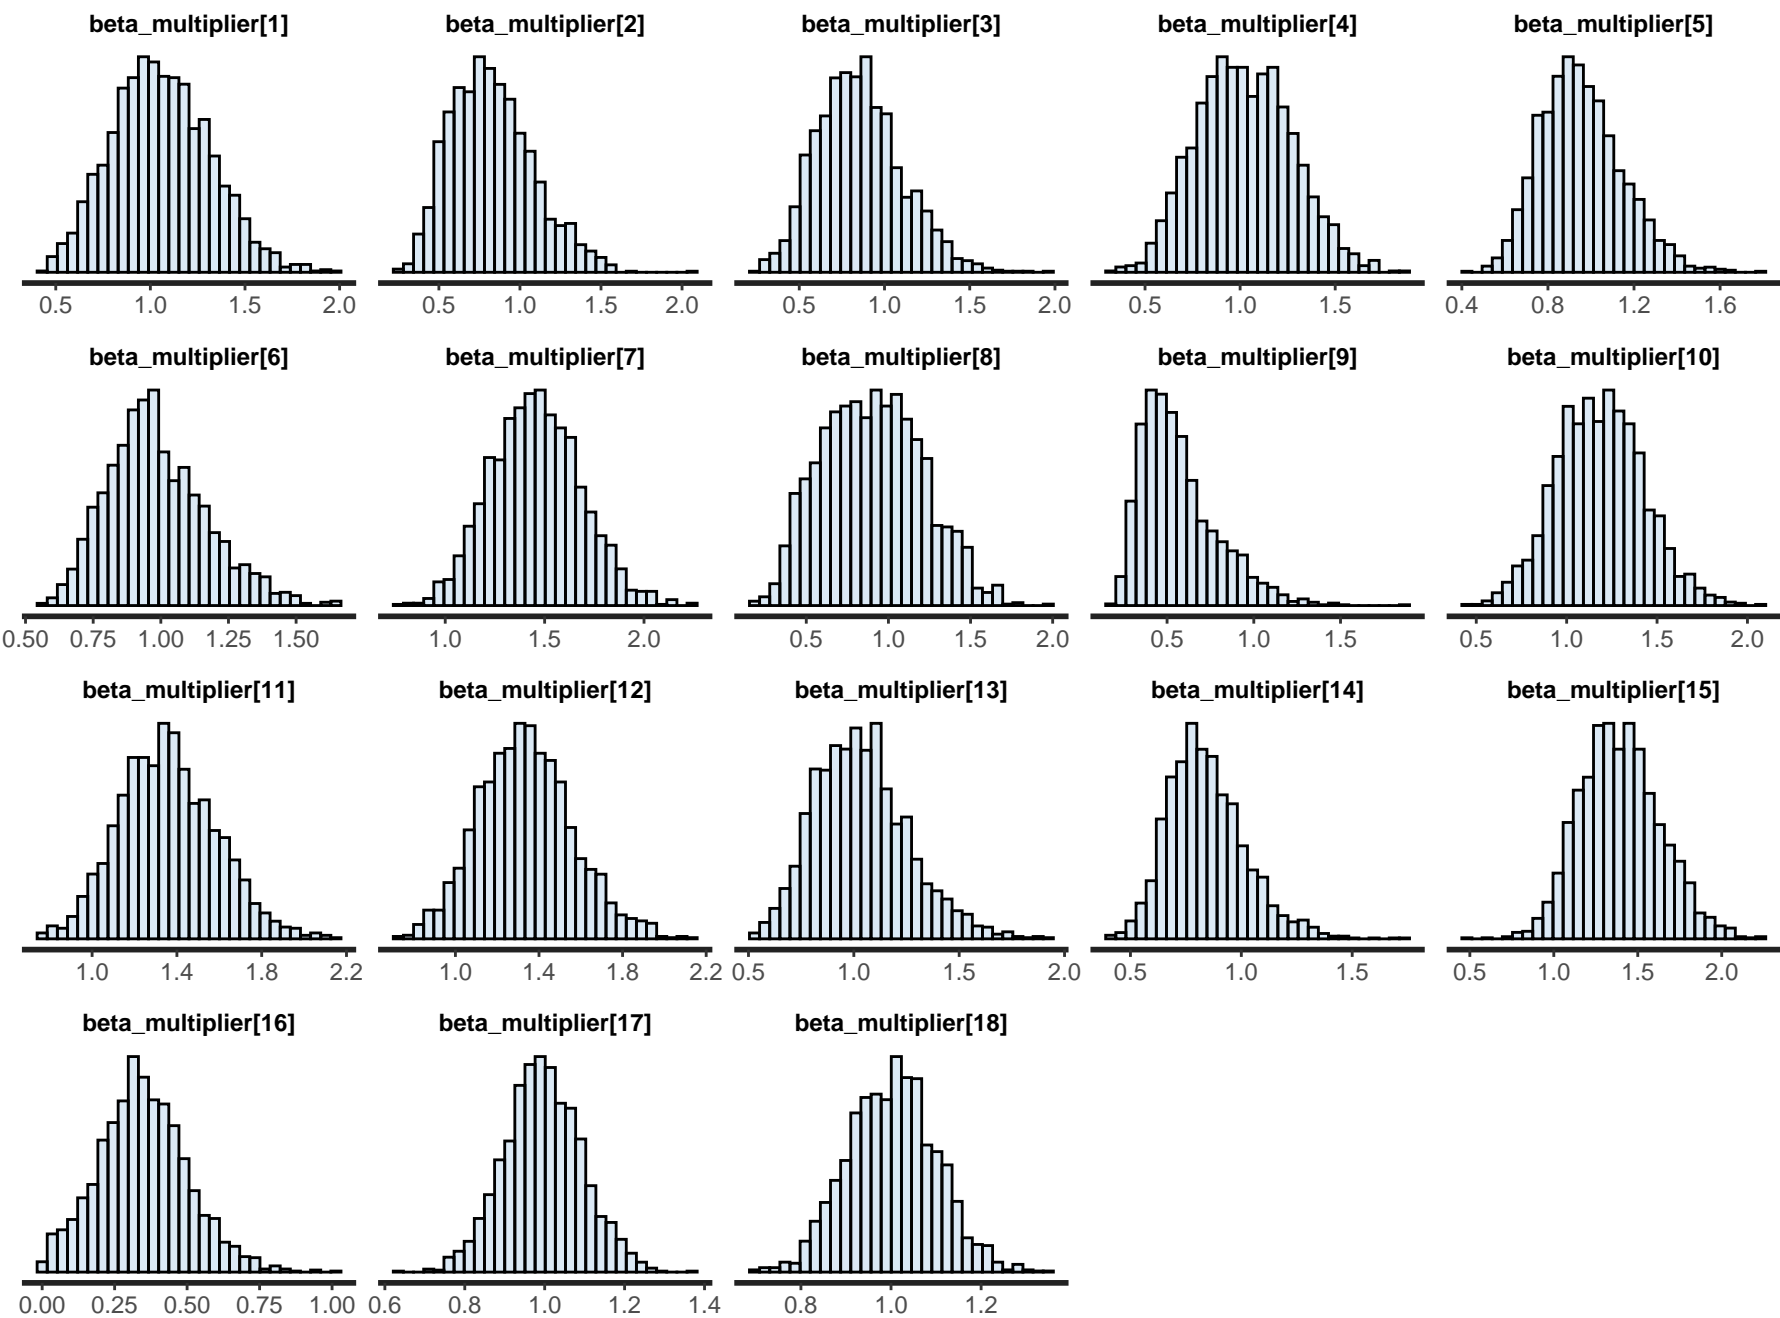 beta_multiplier[1] beta_multiplier[2] beta_multiplier[3] beta_multiplier[4] beta_multiplier[5]
0.5 1.0 1.5 2.0 0.5 1.0 1.5 2.0 0.5 1.0 1.5 2.0 0.5 1.0 1.5 0.4 0.8 1.2 1.6
beta_multiplier[6] beta_multiplier[7] beta_multiplier[8] beta_multiplier[9] beta_multiplier[10]
0.50 0.75 1.00 1.25 1.50 1.0 1.5 2.0 0.5 1.0 1.5 2.0 0.5 1.0 1.5 0.5 1.0 1.5 2.0
beta_multiplier[11] beta_multiplier[12] beta_multiplier[13] beta_multiplier[14] beta_multiplier[15]
1.0 1.4 1.8 2.2 1.0 1.4 1.8 2.2 0.5 1.0 1.5 2.0 0.5 1.0 1.5 0.5 1.0 1.5 2.0
beta_multiplier[16] beta_multiplier[17] beta_multiplier[18]
0.00 0.25 0.50 0.75 1.00 0.6 0.8 1.0 1.2 1.4 0.8 1.0 1.2